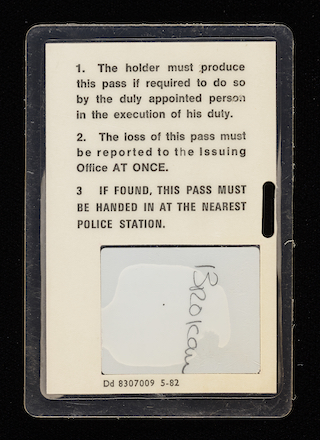 1. The holder must produce
this pass if required to do so
by the duly appointed person
in the execution of his duty.
2. The loss of this pass must
be reported to the Issuing
Office AT ONCE.
3 IF FOUND, THIS PASS MUST
BE HANDED IN AT THE NEAREST
POLICE STATION.
BROKaw
Dd 8307009 5-82